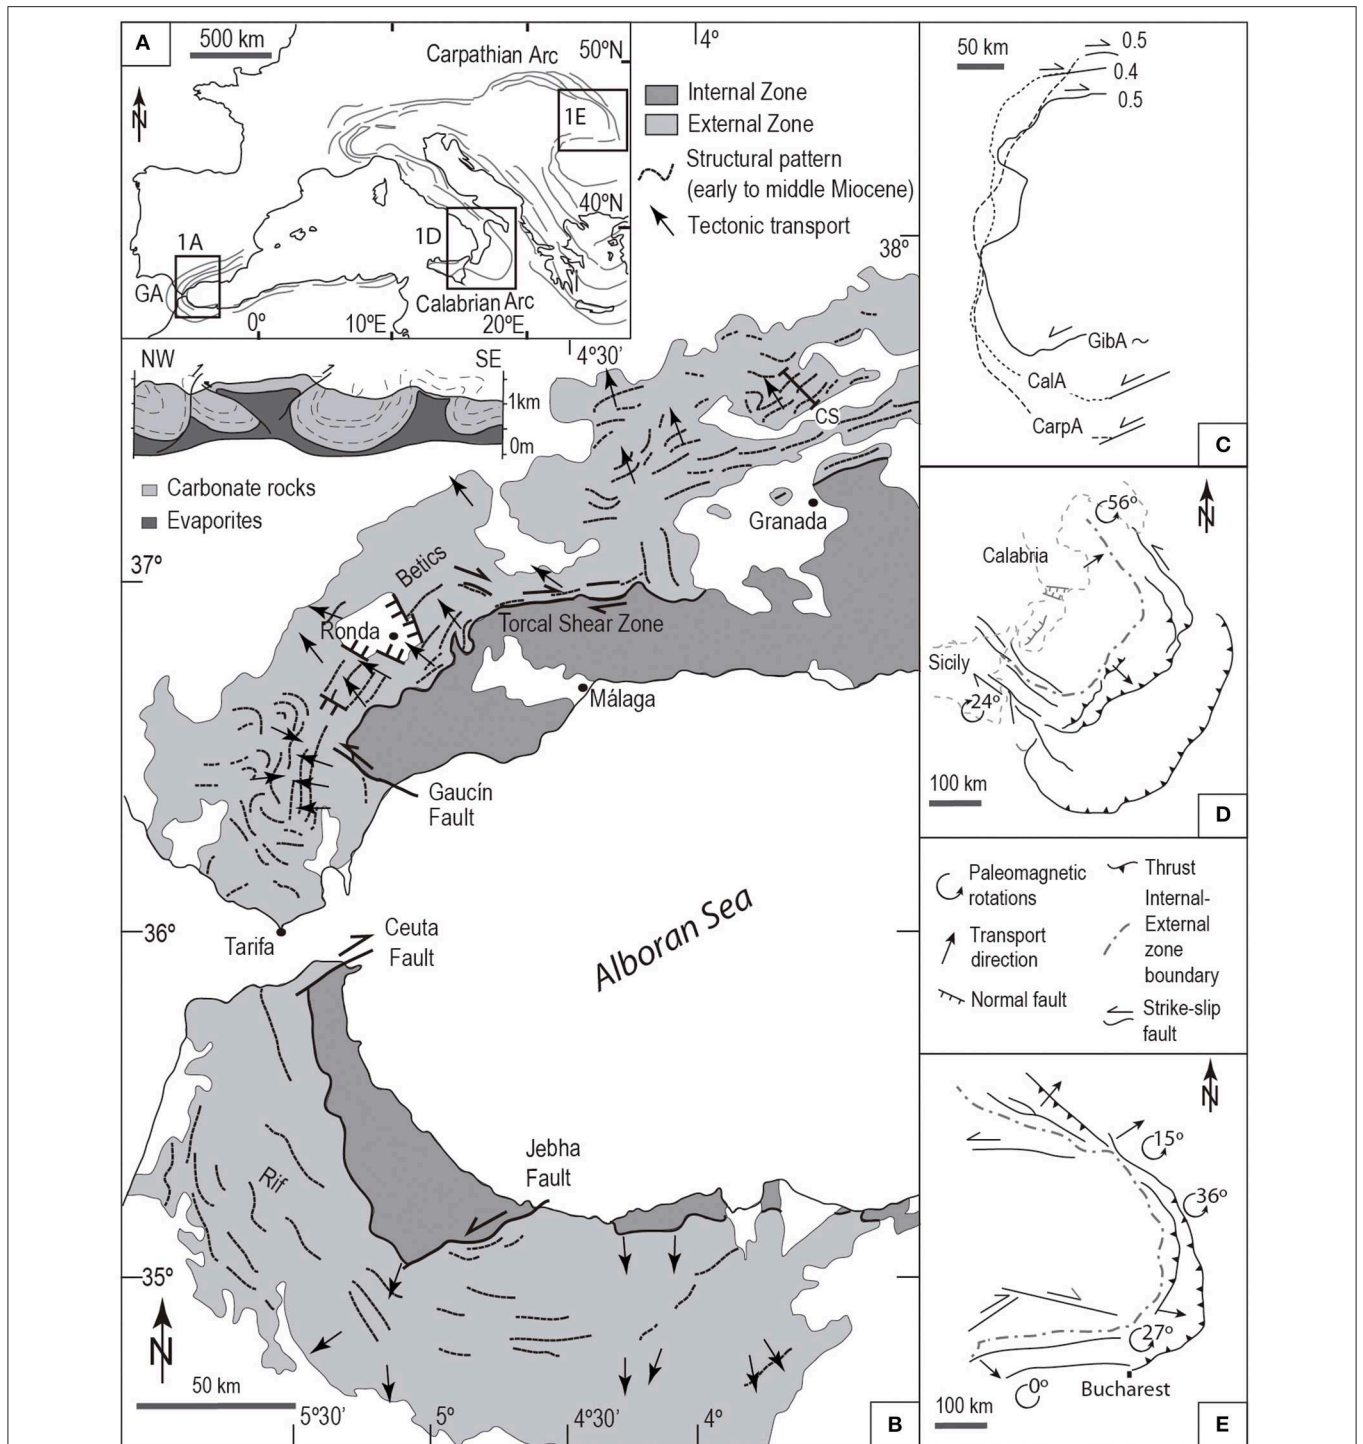 A
500 km
Carpathian Arc
50ºN
N
1E
40ºN
1A
1D
GA
Calabrian Arc
0º
10ºE
20ºE
4º
Internal Zone
External Zone
Structural pattern
(early to middle Miocene)
Tectonic transport
38º
NW
SE
1km
0m
Carbonate rocks
Evaporites
4º30'
CS
Granada
37º
Betics
Ronda
Torcal Shear Zone
Málaga
Gaucín
Fault
36º
Tarifa
Ceuta
Fault
Alboran Sea
Jebha
Fault
Rif
35º
N
50 km
5º30'
5º
4º30'
4º
B
50 km
0.5
0.4
0.5
GibA ~
CalA
CarpA
C
56º
N
Calabria
Sicily
24º
100 km
D
Paleomagnetic
rotations
Transport
direction
Normal fault
Thrust
Internal-
External
zone
boundary
Strike-slip
fault
N
15º
36º
27º
0º
Bucharest
100 km
E